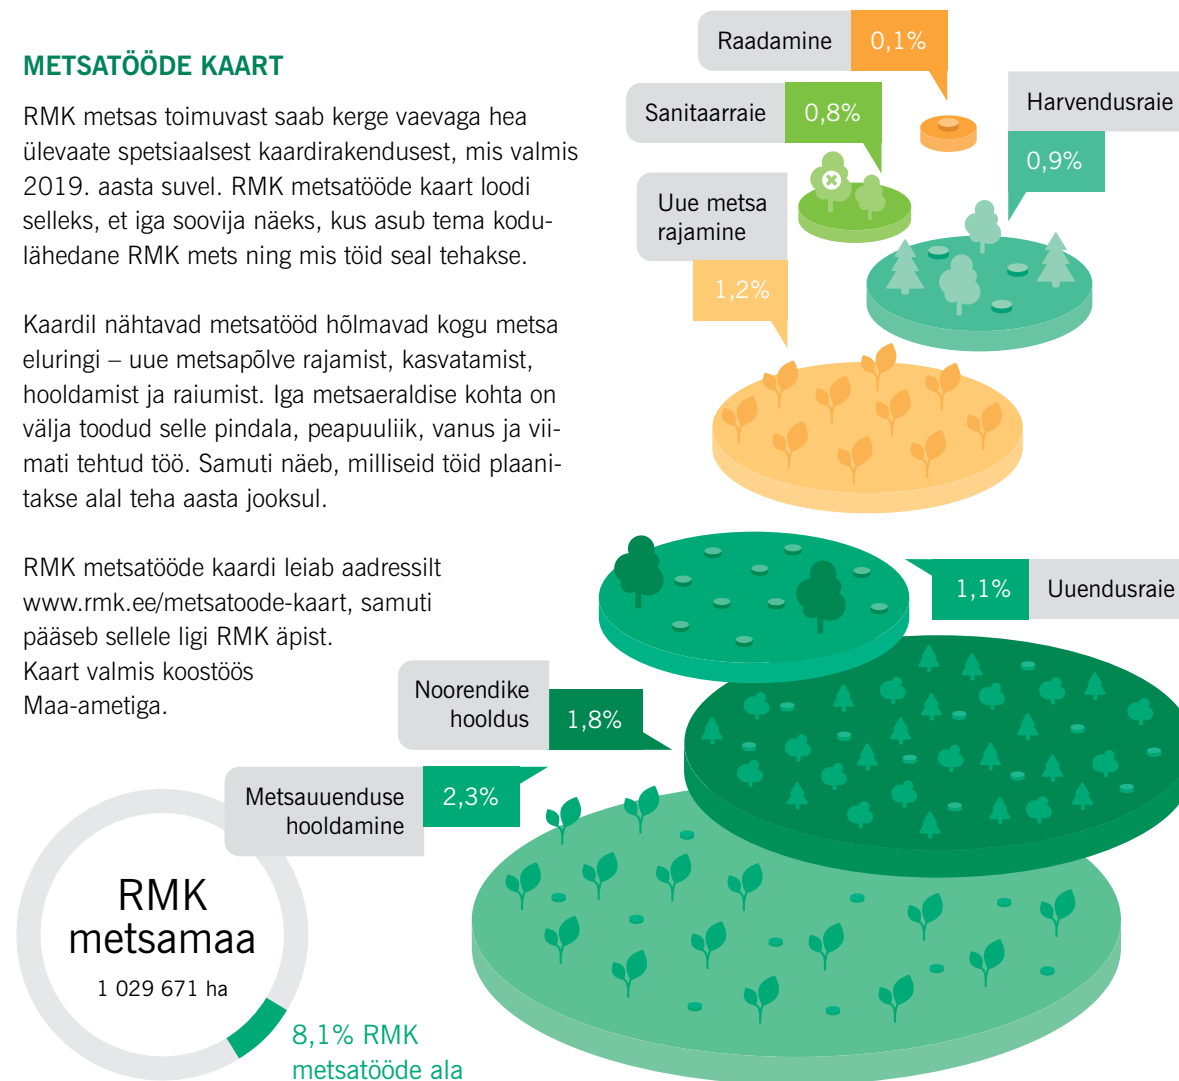 METSATÖÖDE KAART
RMK metsas toimuvast saab kerge vaevaga hea
ülevaate spetsiaalsest kaardirakendusest, mis valmis
2019. aasta suvel. RMK metsatööde kaart loodi
selleks, et iga soovija näeks, kus asub tema kodu-
lähedane RMK mets ning mis töid seal tehakse.
Kaardil nähtavad metsatööd hõlmavad kogu metsa
eluringi – uue metsapõlve rajamist, kasvatamist,
hooldamist ja raiumist. Iga metsaeraldise kohta on
välja toodud selle pindala, peapuuliik, vanus ja vii-
mati tehtud töö. Samuti näeb, milliseid töid plaani-
takse alal teha aasta jooksul.
RMK metsatööde kaardi leiab aadressilt
www.rmk.ee/metsatoode-kaart, samuti
pääseb sellele ligi RMK äpist.
Kaart valmis koostöös
Maa-ametiga.
Raadamine 0,1%
Sanitaarraie 0,8%
Harvendusraie
0,9%
Uue metsa
rajamine
1,2%
1,1% Uuendusraie
Noorendike
hooldus
1,8%
Metsauuenduse
hooldamine
2,3%
RMK
metsamaa
1 029 671 ha
8,1% RMK
metsatööde ala